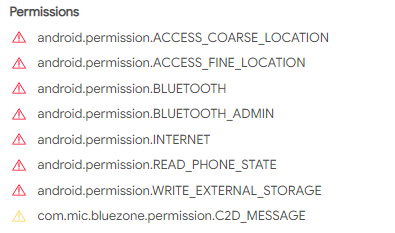 Permissions
android.permission.ACCESS_COARSE_LOCATION
android.permission.ACCESS_FINE_LOCATION
android.permission.BLUETOOTH
android.permission.BLUETOOTH_ADMIN
android.permission.INTERNET
android.permission.READ_PHONE_STATE
android.permission.WRITE_EXTERNAL_STORAGE
com.mic.bluezone.permission.C2D_MESSAGE